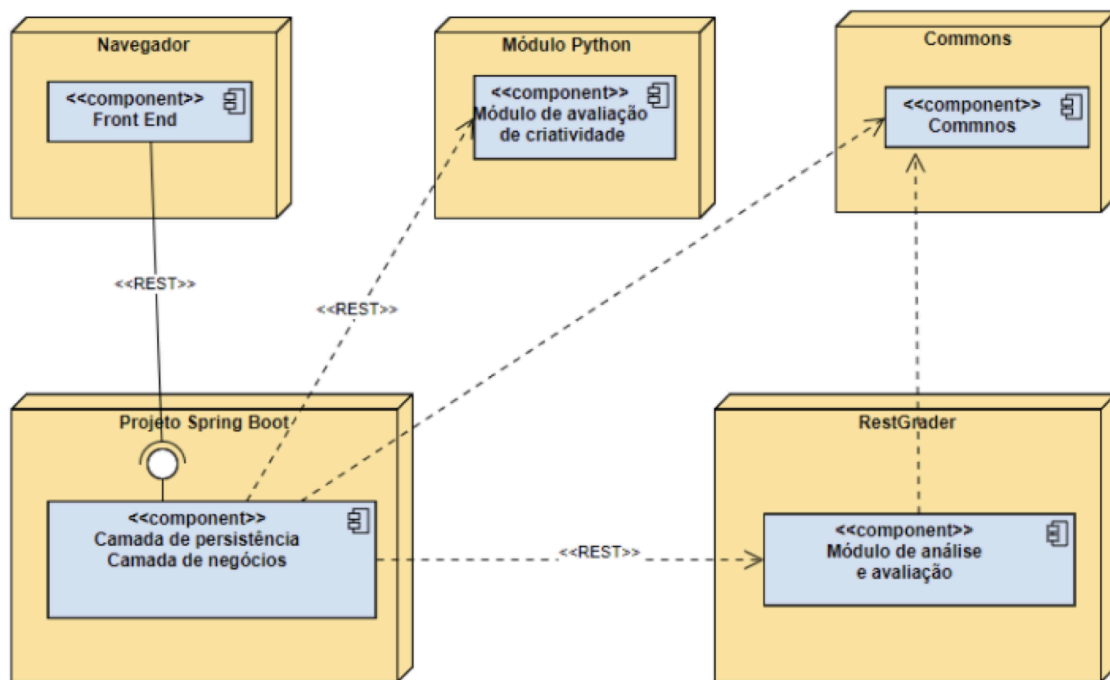 Navegador
<<component>>
Front End
Módulo Python
<<component>>
Módulo de avaliação
de criatividade
Commons
<<component>>
Commnos
<<REST>>
<<REST>>
Projeto Spring Boot
<<component>>
Camada de persistência
Camada de negócios
<<REST>>
RestGrader
<<component>>
Módulo de análise
e avaliação